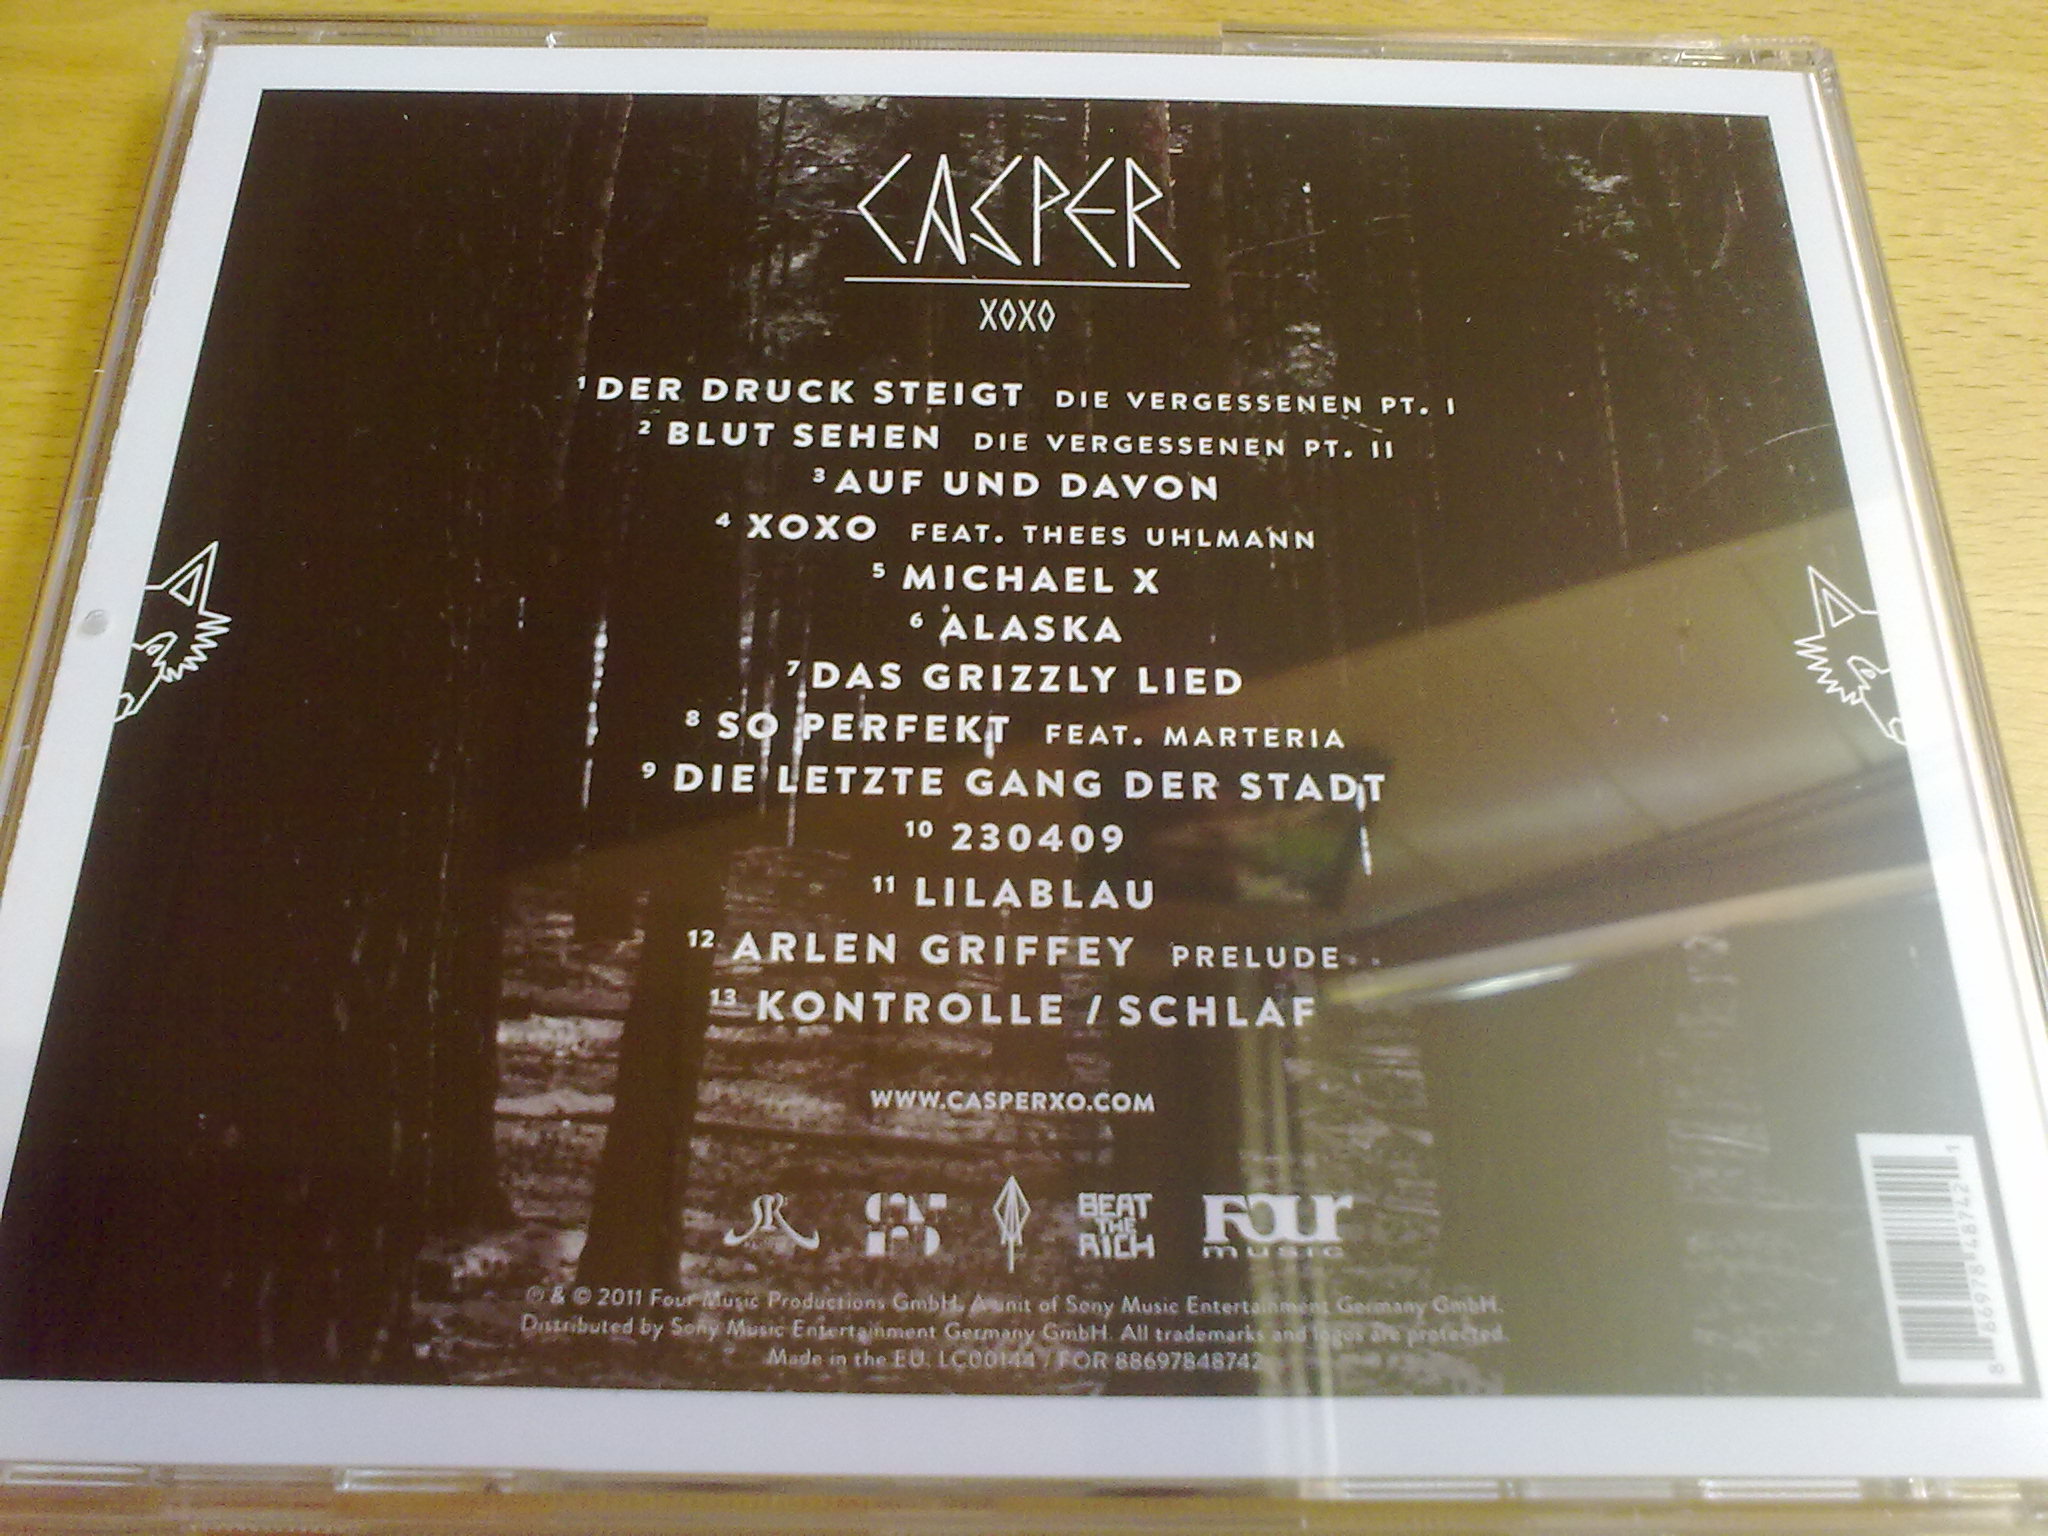 CASPER
XOXO
1 DER DRUCK STEIGT DIE VERGESSENEN PT. I
2 BLUT SEHEN DIE VERGESSENEN PT. II
3 AUF UND DAVON
4 XOXO FEAT. THEES UHLMANN
5 MICHAEL X
6 ALASKA
7 DAS GRIZZLY LIED
8 SO PERFEKT FEAT. MARTERIA
9 DIE LETZTE GANG DER STADT
10 230409
11 LILABLAU
12 ARLEN GRIFFEY PRELUDE
13 KONTROLLE / SCHLAF
WWW.CASPERXO.COM
BEAT THE RICH
FOUR MUSIC
℗ & © 2011 Four Music Productions GmbH. A unit of Sony Music Entertainment Germany GmbH.
Distributed by Sony Music Entertainment Germany GmbH. All trademarks and logos are protected.
Made in the EU. LC00144 / FOR 88697848742
8 86978 48742 1